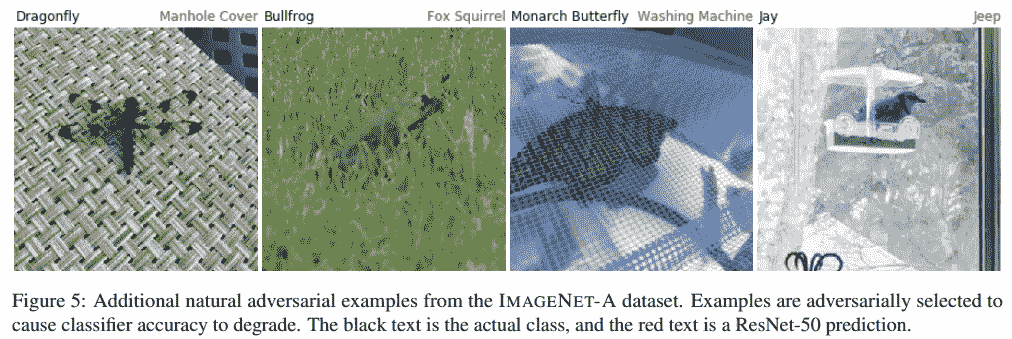 Dragonfly Manhole Cover Bullfrog Fox Squirrel Monarch Butterfly Washing Machine Jay Jeep
Figure 5: Additional natural adversarial examples from the IMAGENET-A dataset. Examples are adversarially selected to
cause classifier accuracy to degrade. The black text is the actual class, and the red text is a ResNet-50 prediction.